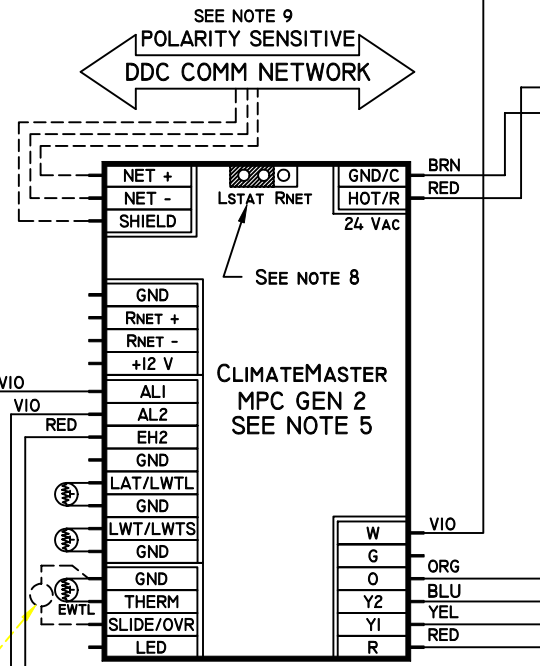 SEE NOTE 9
POLARITY SENSITIVE
DDC COMM NETWORK
NET +
NET -
SHIELD
LSTAT RNET
GND/C
HOT/R
24 VAC
BRN
RED
SEE NOTE 8
GND
RNET +
RNET -
+12 V
AL1
AL2
EH2
GND
LAT/LWTL
GND
LWT/LWTS
GND
GND
THERM
SLIDE/OVR
LED
VIO
VIO
RED
EWTL
CLIMATEMASTER
MPC GEN 2
SEE NOTE 5
W
G
O
Y2
Y1
R
VIO
ORG
BLU
YEL
RED